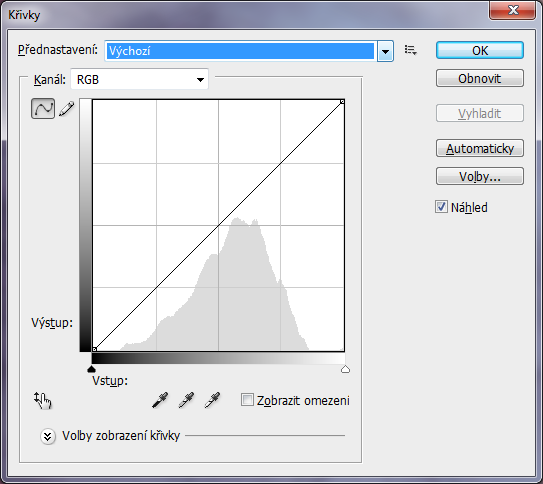 Křivky
Přednastavení: Výchozí
OK
Kanál: RGB
Obnovit
Vyhladit
Automaticky
Volby...
Náhled
Výstup:
Vstup:
Zobrazit omezení
Volby zobrazení křivky